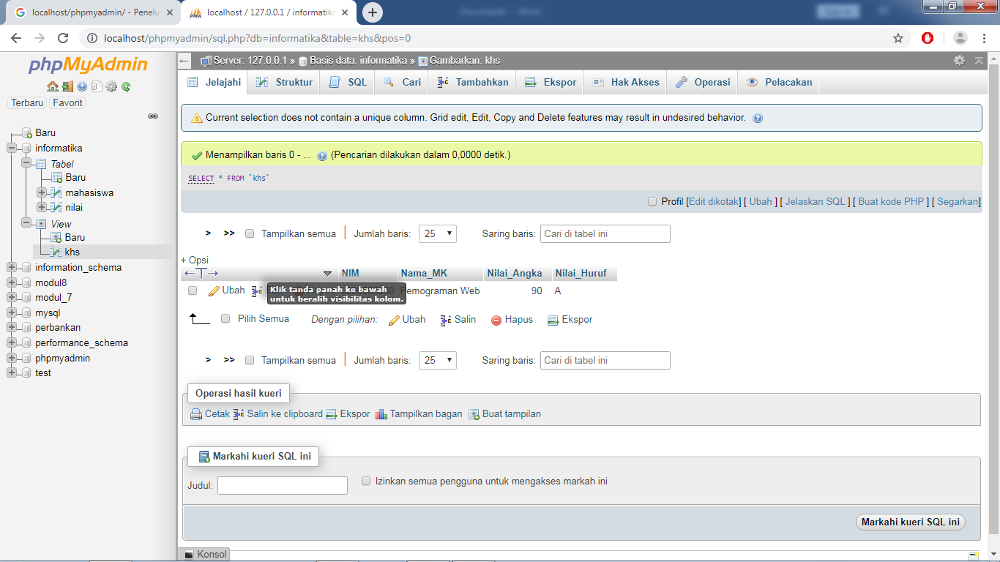 localhost/phpmyadmin/ - Penelu
localhost / 127.0.0.1 / informatika
localhost/phpmyadmin/sql.php?db=informatika&table=khs&pos=0
phpMyAdmin
Terbaru Favorit
Baru
informatika
Tabel
Baru
mahasiswa
nilai
View
Baru
khs
information_schema
modul8
modul_7
mysql
perbankan
performance_schema
phpmyadmin
test
Server: 127.0.0.1 » Basis data: informatika » Gambarkan: khs
Jelajahi Struktur SQL Cari Tambahkan Ekspor Hak Akses Operasi Pelacakan
Current selection does not contain a unique column. Grid edit, Edit, Copy and Delete features may result in undesired behavior.
Menampilkan baris 0 - ... (Pencarian dilakukan dalam 0,0000 detik.)
SELECT * FROM `khs`
Profil [Edit dikotak] [ Ubah ] [ Jelaskan SQL ] [ Buat kode PHP ] [ Segarkan]
> >> Tampilkan semua | Jumlah baris: 25 Saring baris: Cari di tabel ini
+ Opsi
←T→ NIM Nama_MK Nilai_Angka Nilai_Huruf
Ubah Pemograman Web 90 A
Klik tanda panah ke bawah
untuk beralih visibilitas kolom.
Pilih Semua Dengan pilihan: Ubah Salin Hapus Ekspor
> >> Tampilkan semua | Jumlah baris: 25 Saring baris: Cari di tabel ini
Operasi hasil kueri
Cetak Salin ke clipboard Ekspor Tampilkan bagan Buat tampilan
Markahi kueri SQL ini
Judul: Izinkan semua pengguna untuk mengakses markah ini
Markahi kueri SQL ini
Konsol